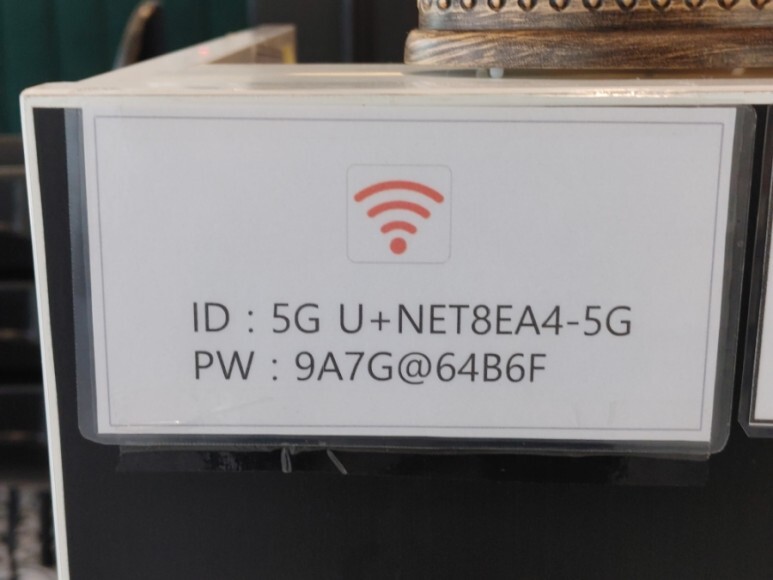 ID : 5G U+NET8EA4-5G
PW : 9A7G@64B6F